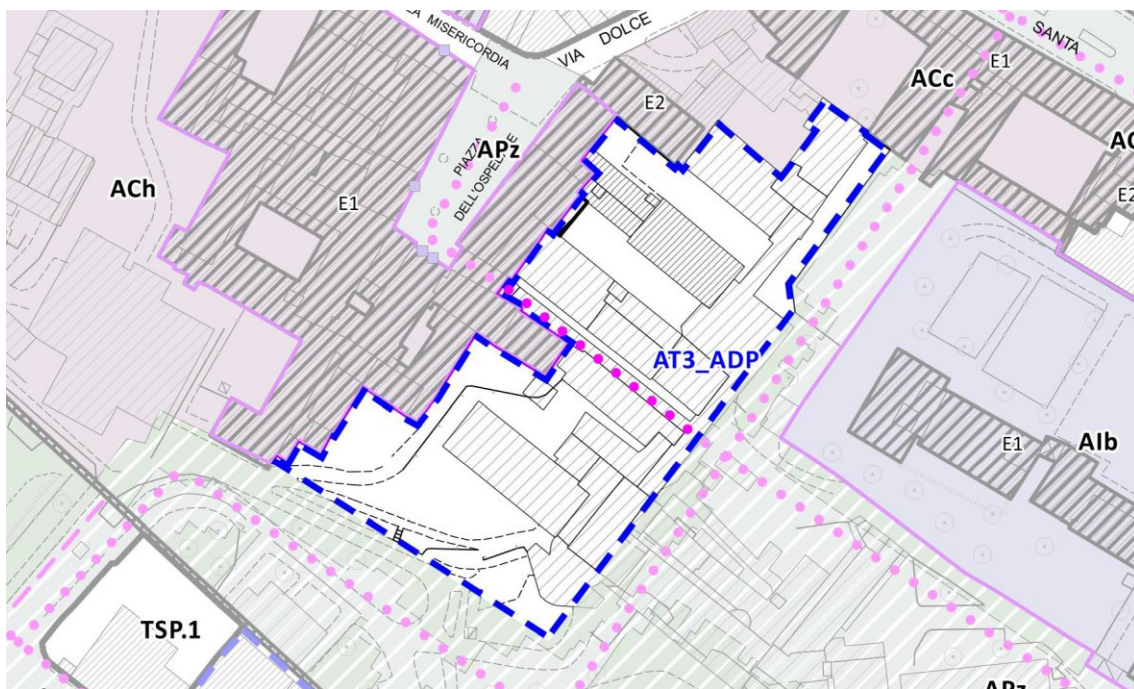 LA MISERICORDIA
VIA DOLCE
SANTA
E1
ACc
E2
PIAZZA
DELL'OSPEDALE
APz
AC
E2
ACh
E1
AT3_ADP
E1
AIb
TSP.1
APz